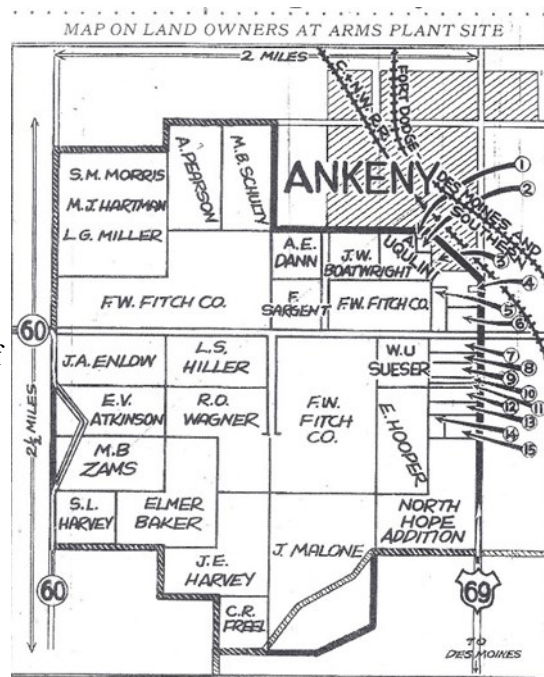 MAP ON LAND OWNERS AT ARMS PLANT SITE
2 MILES
C. & N.W. R.R.
FORT DODGE
DES MOINES AND
SOUTHERN
ANKENY
S.M. MORRIS
M.J. HARTMAN
L.G. MILLER
A. PEARSON
M.B. SCHULTY
1
2
3
4
5
6
A.E.
DANN
J.W.
BOATWRIGHT
A.
UQULIN
F.W. FITCH CO.
F.
SARGENT
F.W. FITCH CO.
60
2½ MILES
J.A. ENLOW
L.S.
HILLER
F.W.
FITCH
CO.
W.U
SUESER
7
8
9
10
11
12
13
14
15
E.V.
ATKINSON
R.O.
WAGNER
E. HOOPER
M.B
ZAMS
S.L.
HARVEY
ELMER
BAKER
NORTH
HOPE
ADDITION
J.E.
HARVEY
J. MALONE
C.R.
FREEL
60
69
TO
DES MOINES